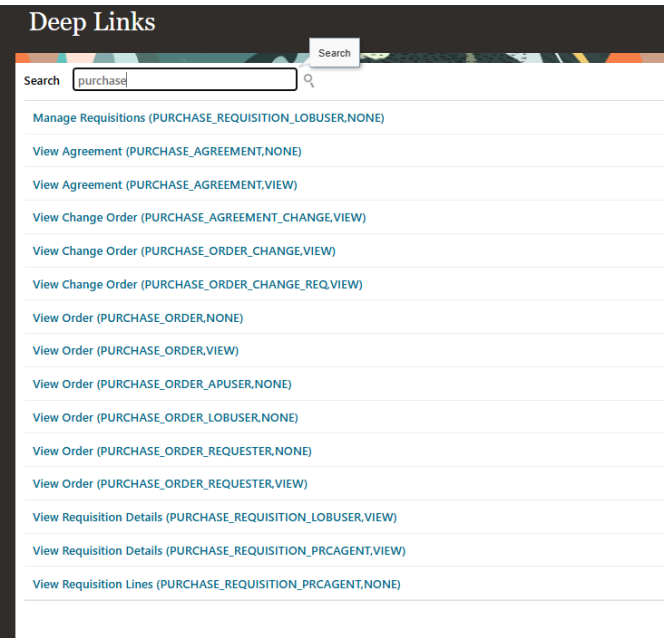 Deep Links
Search
Search purchase
Manage Requisitions (PURCHASE_REQUISITION_LOBUSER,NONE)
View Agreement (PURCHASE_AGREEMENT,NONE)
View Agreement (PURCHASE_AGREEMENT,VIEW)
View Change Order (PURCHASE_AGREEMENT_CHANGE,VIEW)
View Change Order (PURCHASE_ORDER_CHANGE,VIEW)
View Change Order (PURCHASE_ORDER_CHANGE_REQ,VIEW)
View Order (PURCHASE_ORDER,NONE)
View Order (PURCHASE_ORDER,VIEW)
View Order (PURCHASE_ORDER_APUSER,NONE)
View Order (PURCHASE_ORDER_LOBUSER,NONE)
View Order (PURCHASE_ORDER_REQUESTER,NONE)
View Order (PURCHASE_ORDER_REQUESTER,VIEW)
View Requisition Details (PURCHASE_REQUISITION_LOBUSER,VIEW)
View Requisition Details (PURCHASE_REQUISITION_PRCAGENT,VIEW)
View Requisition Lines (PURCHASE_REQUISITION_PRCAGENT,NONE)